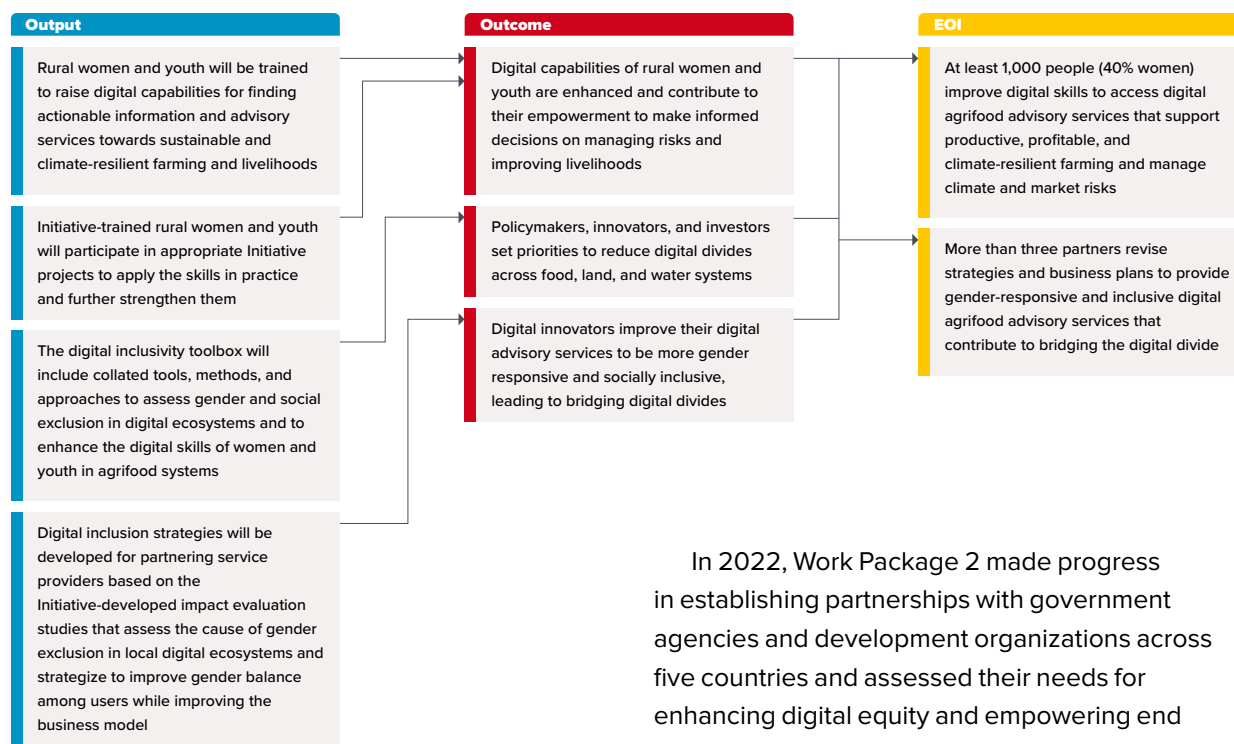 Output
Rural women and youth will be trained
to raise digital capabilities for finding
actionable information and advisory
services towards sustainable and
climate-resilient farming and livelihoods
Initiative-trained rural women and youth
will participate in appropriate Initiative
projects to apply the skills in practice
and further strengthen them
The digital inclusivity toolbox will
include collated tools, methods, and
approaches to assess gender and social
exclusion in digital ecosystems and to
enhance the digital skills of women and
youth in agrifood systems
Digital inclusion strategies will be
developed for partnering service
providers based on the
Initiative-developed impact evaluation
studies that assess the cause of gender
exclusion in local digital ecosystems and
strategize to improve gender balance
among users while improving the
business model
Outcome
Digital capabilities of rural women and
youth are enhanced and contribute to
their empowerment to make informed
decisions on managing risks and
improving livelihoods
Policymakers, innovators, and investors
set priorities to reduce digital divides
across food, land, and water systems
Digital innovators improve their digital
advisory services to be more gender
responsive and socially inclusive,
leading to bridging digital divides
EOI
At least 1,000 people (40% women)
improve digital skills to access digital
agrifood advisory services that support
productive, profitable, and
climate-resilient farming and manage
climate and market risks
More than three partners revise
strategies and business plans to provide
gender-responsive and inclusive digital
agrifood advisory services that
contribute to bridging the digital divide
In 2022, Work Package 2 made progress
in establishing partnerships with government
agencies and development organizations across
five countries and assessed their needs for
enhancing digital equity and empowering end